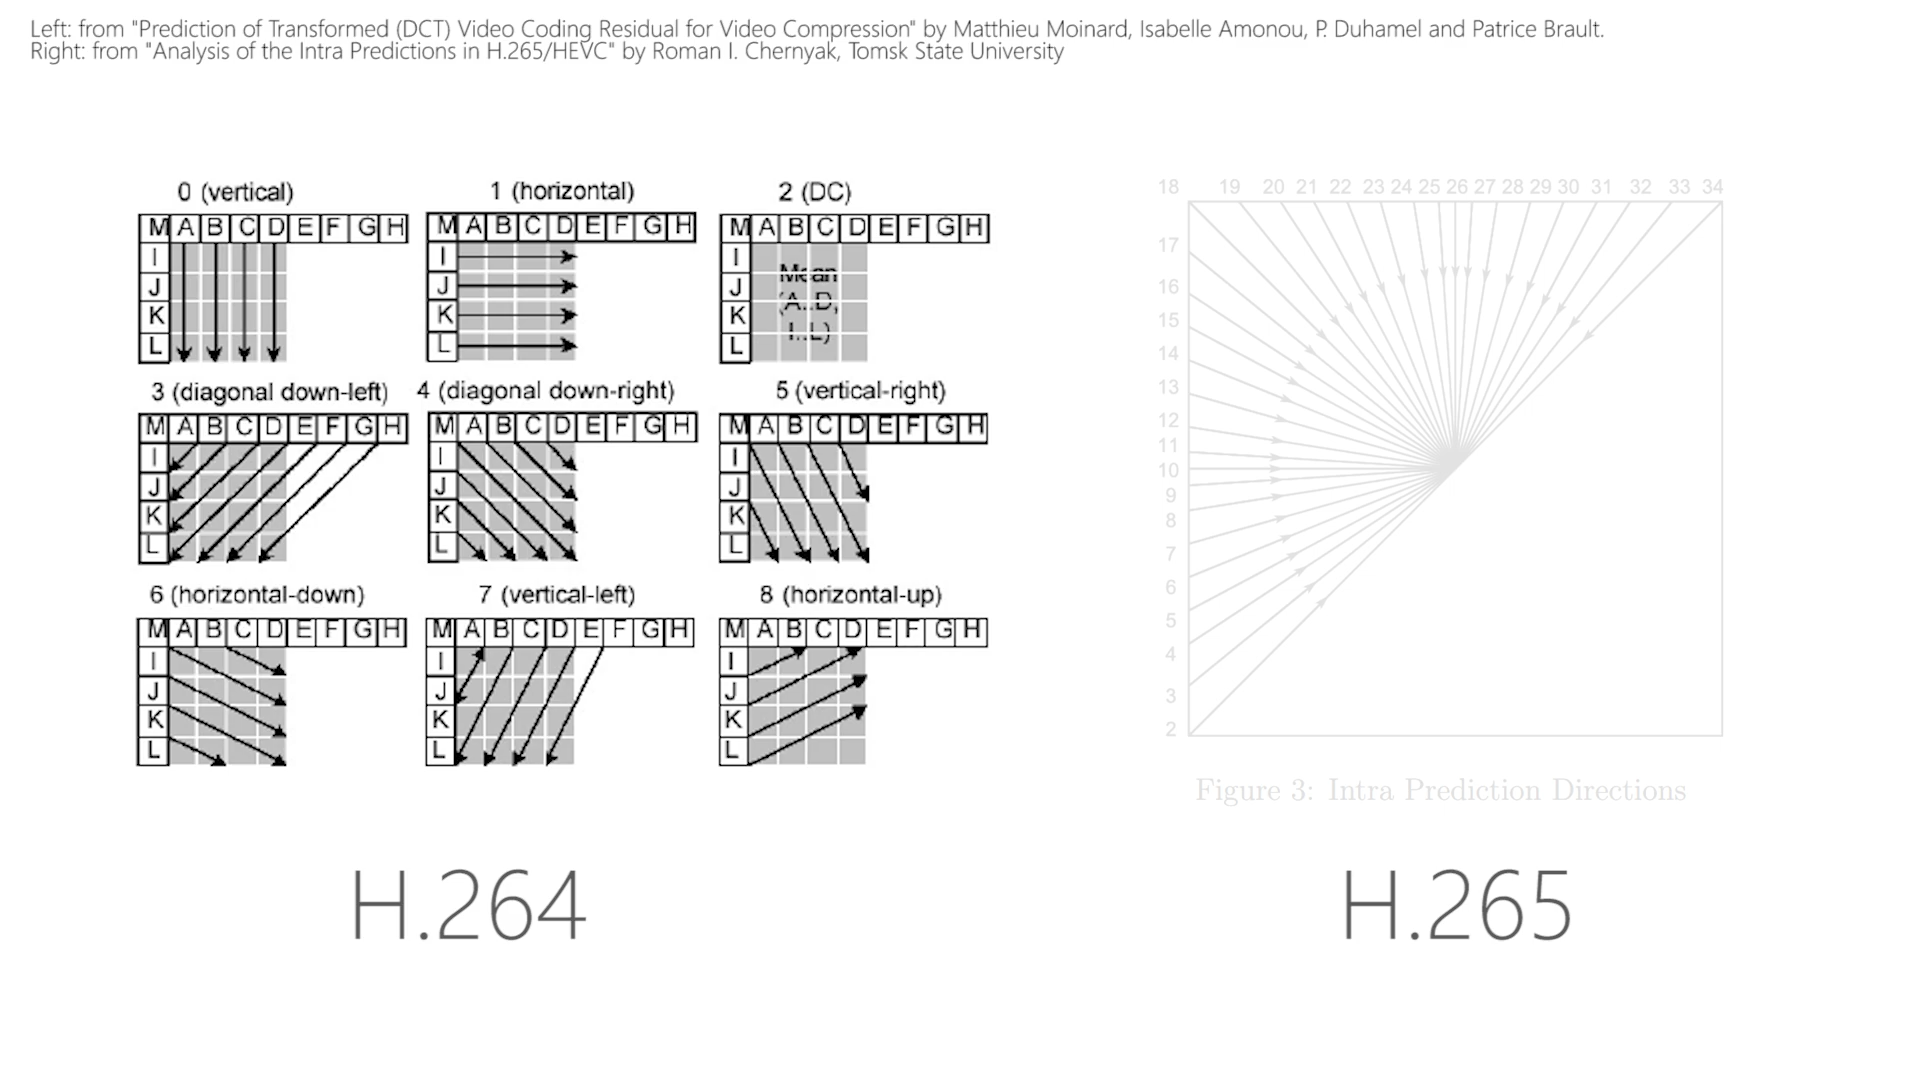 Left: from "Prediction of Transformed (DCT) Video Coding Residual for Video Compression" by Matthieu Moinard, Isabelle Amonou, P. Duhamel and Patrice Brault.
Right: from "Analysis of the Intra Predictions in H.265/HEVC" by Roman I. Chernyak, Tomsk State University
0 (vertical)
M A B C D E F G H
I
J
K
L
1 (horizontal)
M A B C D E F G H
I
J
K
L
2 (DC)
M A B C D E F G H
I
J
K
L
Mean
(A..D,
I..L)
3 (diagonal down-left)
M A B C D E F G H
I
J
K
L
4 (diagonal down-right)
M A B C D E F G H
I
J
K
L
5 (vertical-right)
M A B C D E F G H
I
J
K
L
6 (horizontal-down)
M A B C D E F G H
I
J
K
L
7 (vertical-left)
M A B C D E F G H
I
J
K
L
8 (horizontal-up)
M A B C D E F G H
I
J
K
L
H.264
18 19 20 21 22 23 24 25 26 27 28 29 30 31 32 33 34
17
16
15
14
13
12
11
10
9
8
7
6
5
4
3
2
Figure 3: Intra Prediction Directions
H.265